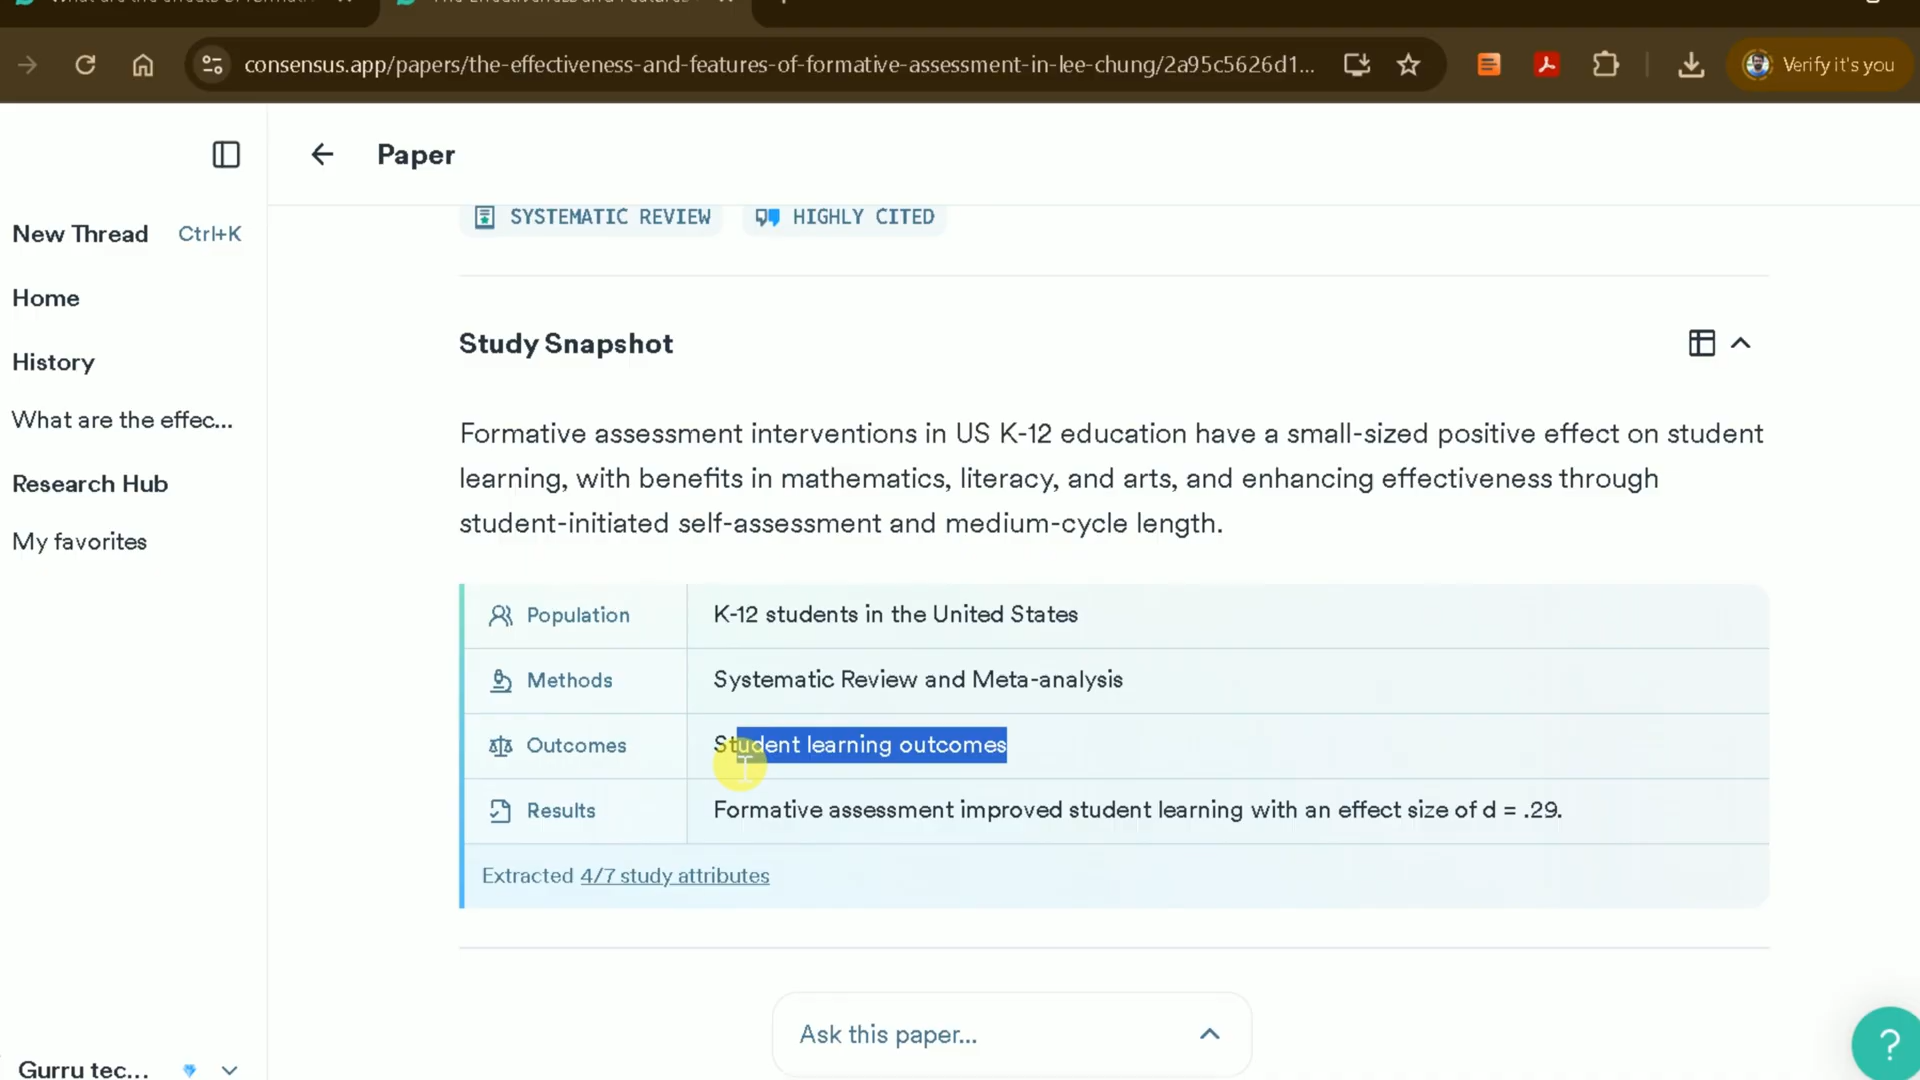 consensus.app/papers/the-effectiveness-and-features-of-formative-assessment-in-lee-chung/2a95c5626d1...
Verify it's you
Paper
New Thread Ctrl+K
Home
History
What are the effec...
Research Hub
My favorites
Gurru tec...
SYSTEMATIC REVIEW HIGHLY CITED
Study Snapshot
Formative assessment interventions in US K-12 education have a small-sized positive effect on student
learning, with benefits in mathematics, literacy, and arts, and enhancing effectiveness through
student-initiated self-assessment and medium-cycle length.
Population K-12 students in the United States
Methods Systematic Review and Meta-analysis
Outcomes Student learning outcomes
Results Formative assessment improved student learning with an effect size of d = .29.
Extracted 4/7 study attributes
Ask this paper...
?